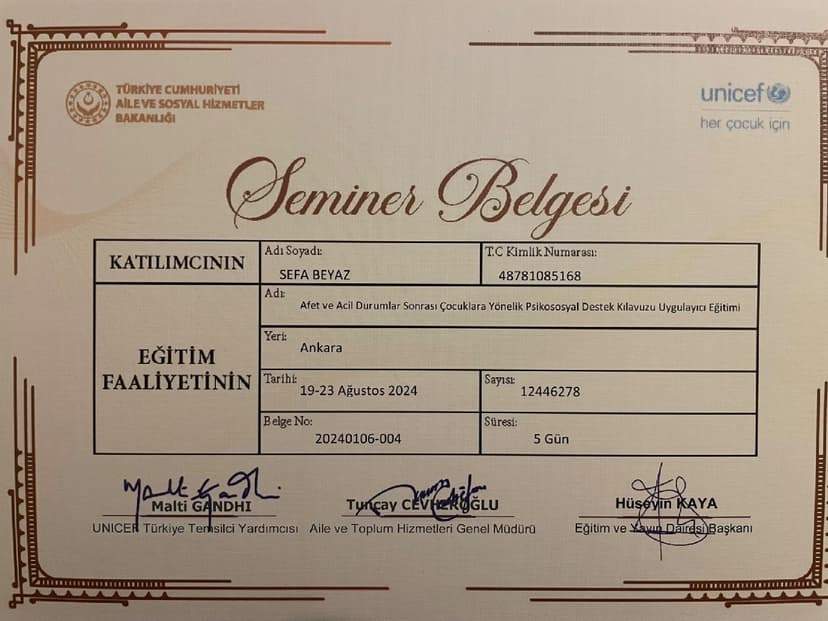 TÜRKİYE CUMHURİYETİ
AİLE VE SOSYAL HİZMETLER
BAKANLIĞI
unicef
her çocuk için
Seminer Belgesi
KATILIMCININ
Adı Soyadı:
SEFA BEYAZ
T.C Kimlik Numarası:
48781085168
EĞİTİM
FAALİYETİNİN
Adı:
Afet ve Acil Durumlar Sonrası Çocuklara Yönelik Psikososyal Destek Kılavuzu Uygulayıcı Eğitimi
Yeri:
Ankara
Tarihi:
19-23 Ağustos 2024
Sayısı:
12446278
Belge No:
20240106-004
Süresi:
5 Gün
Malti GANDHI
UNICEF Türkiye Temsilci Yardımcısı
Tuncay CEVHEROĞLU
Aile ve Toplum Hizmetleri Genel Müdürü
Hüseyin KAYA
Eğitim ve Yayın Dairesi Başkanı